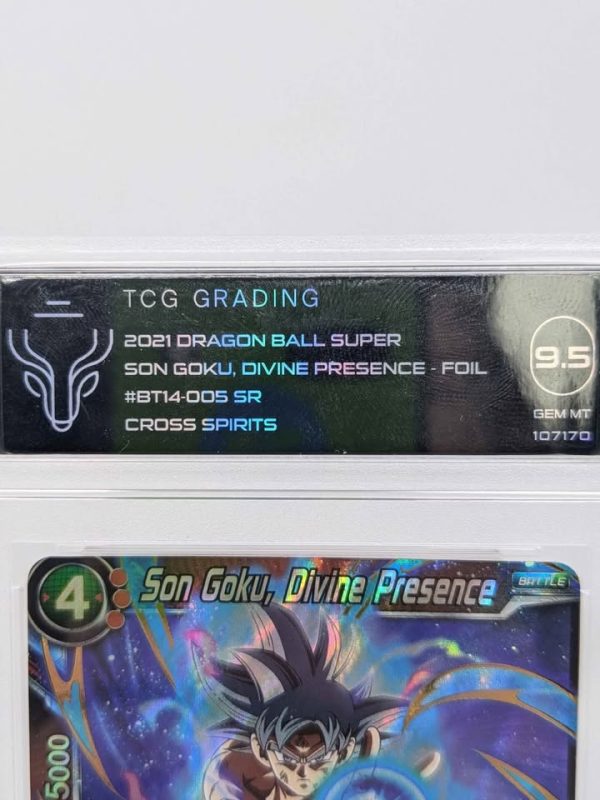 TCG GRADING
2021 DRAGON BALL SUPER
SON GOKU, DIVINE PRESENCE - FOIL
#BT14-005 SR
CROSS SPIRITS
9.5
GEM MT
107170
4
Son Goku, Divine Presence
BATTLE
5000